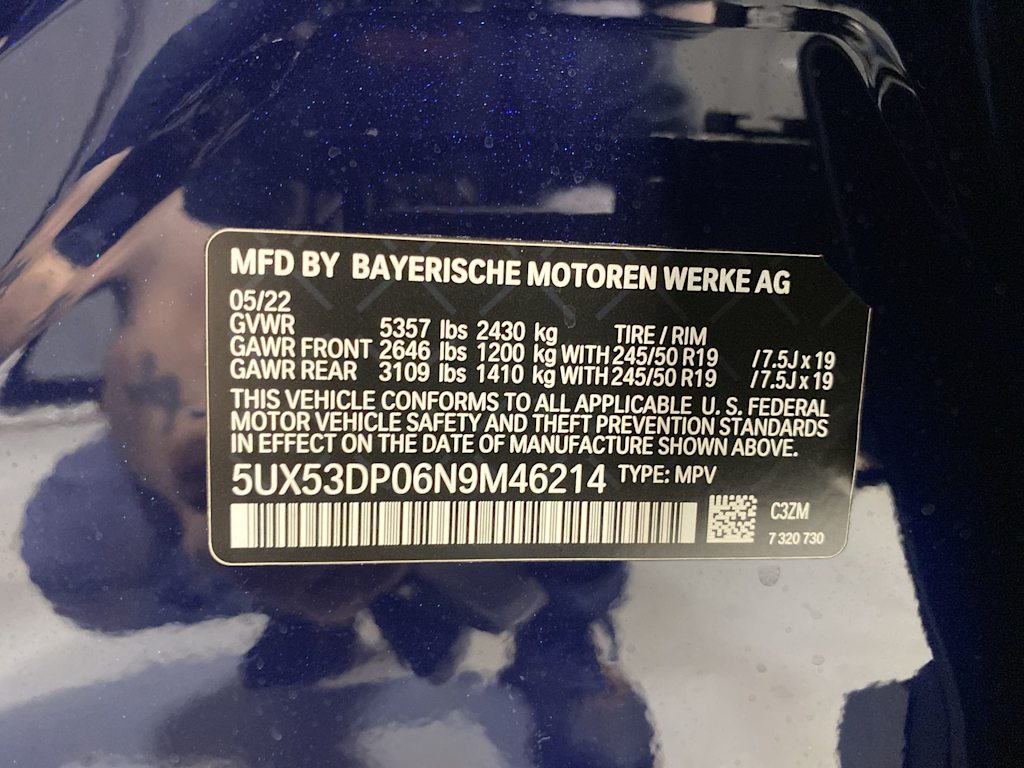 MFD BY BAYERISCHE MOTOREN WERKE AG
05/22
GVWR 5357 lbs 2430 kg TIRE / RIM
GAWR FRONT 2646 lbs 1200 kg WITH 245/50 R19 /7.5J x 19
GAWR REAR 3109 lbs 1410 kg WITH 245/50 R19 /7.5J x 19
THIS VEHICLE CONFORMS TO ALL APPLICABLE U. S. FEDERAL
MOTOR VEHICLE SAFETY AND THEFT PREVENTION STANDARDS
IN EFFECT ON THE DATE OF MANUFACTURE SHOWN ABOVE.
5UX53DP06N9M46214 TYPE: MPV
C3ZM
7 320 730